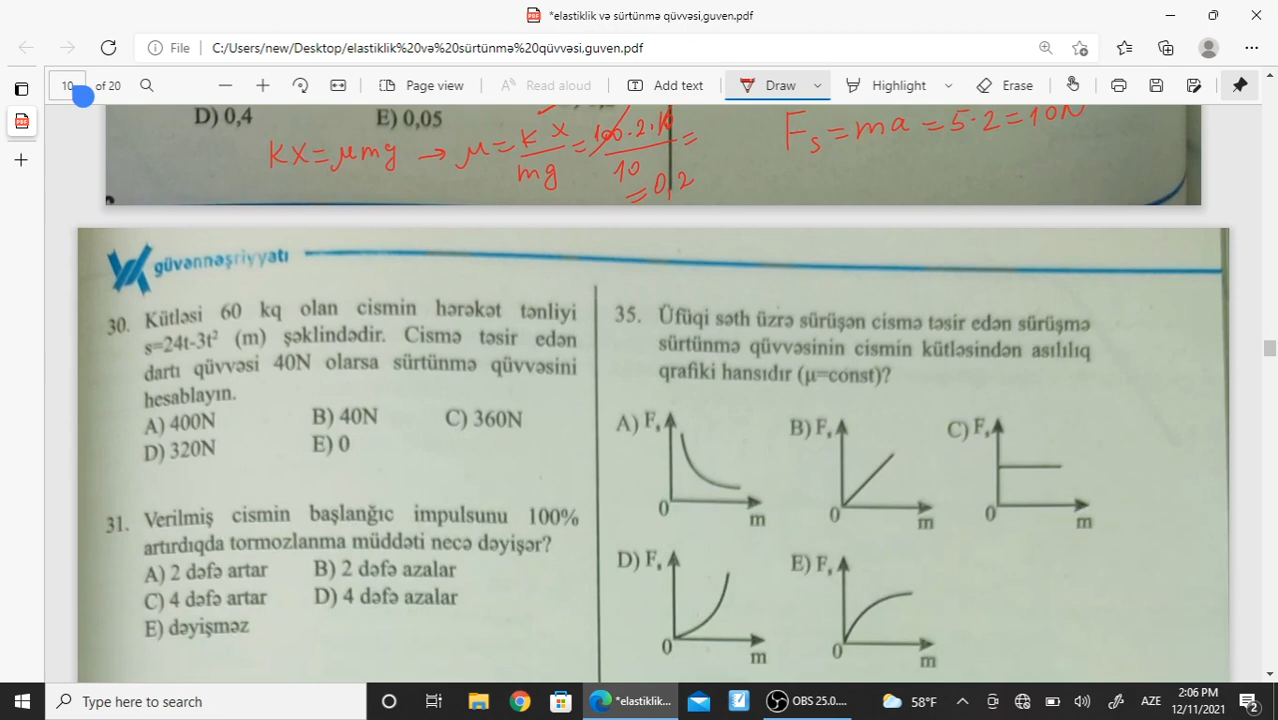 *elastiklik və sürtünmə qüvvəsi,guven.pdf
File C:/Users/new/Desktop/elastiklik%20və%20sürtünmə%20qüvvəsi.guven.pdf
10 of 20 Page view Read aloud Add text Draw Highlight Erase
D) 0,4 E) 0,05
KX=μmg → μ=KX/mg=100·2·10/10=
=0,2
Fs=ma=5·2=10N
güvənnəşriyyatı
30. Kütləsi 60 kq olan cismin hərəkət tənliyi
s=24t-3t² (m) şəklindədir. Cismə təsir edən
dartı qüvvəsi 40N olarsa sürtünmə qüvvəsini
hesablayın.
A) 400N B) 40N C) 360N
D) 320N E) 0
31. Verilmiş cismin başlanğıc impulsunu 100%
artırdıqda tormozlanma müddəti necə dəyişər?
A) 2 dəfə artar B) 2 dəfə azalar
C) 4 dəfə artar D) 4 dəfə azalar
E) dəyişməz
35. Üfüqi səth üzrə sürüşən cismə təsir edən sürüşmə
sürtünmə qüvvəsinin cismin kütləsindən asılılıq
qrafiki hansıdır (μ=const)?
A) Fs B) Fs C) Fs
0 m 0 m 0 m
D) Fs E) Fs
0 m 0 m
Type here to search
*elastiklik... OBS 25.0.... 58°F AZE 2:06 PM
12/11/2021 2